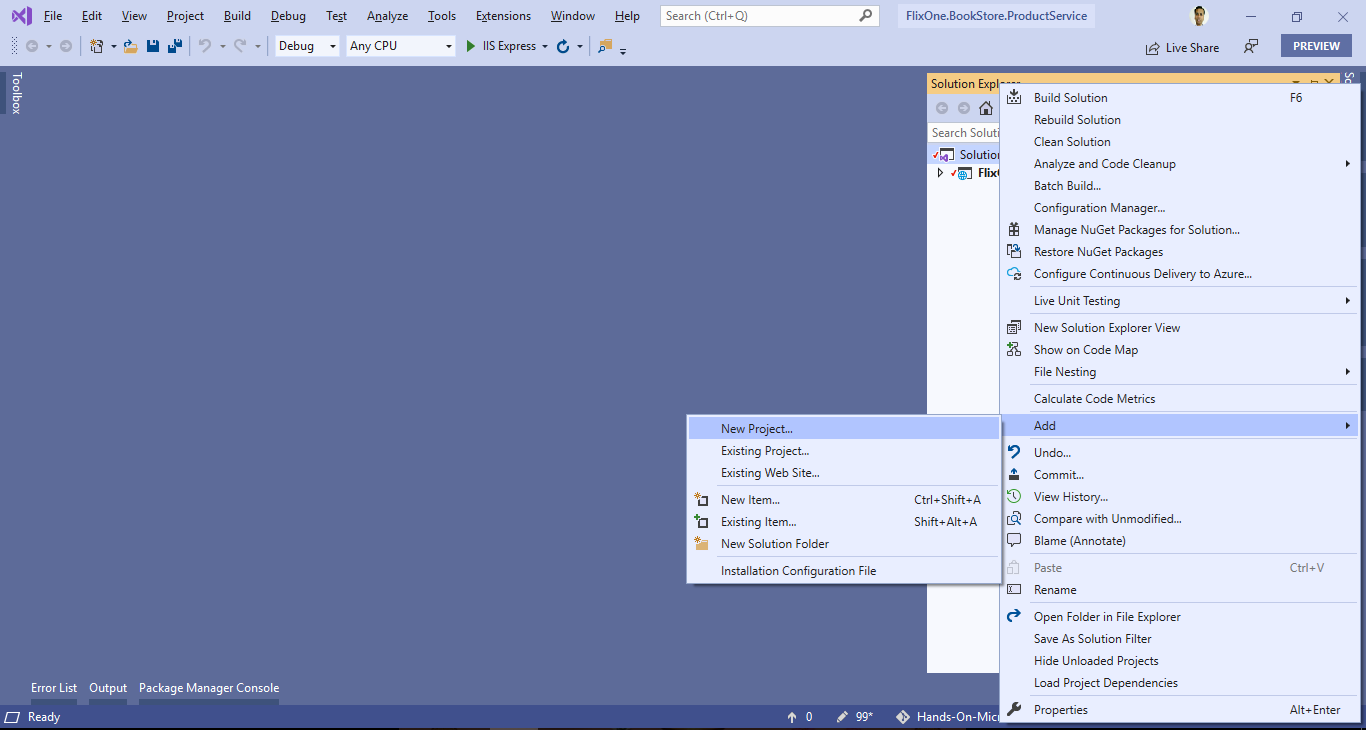 File Edit View Project Build Debug Test Analyze Tools Extensions Window Help Search (Ctrl+Q) FlixOne.BookStore.ProductService
Debug Any CPU IIS Express Live Share PREVIEW
Toolbox
Solution Explorer
Search Soluti
Solution
Flix
Build Solution F6
Rebuild Solution
Clean Solution
Analyze and Code Cleanup
Batch Build...
Configuration Manager...
Manage NuGet Packages for Solution...
Restore NuGet Packages
Configure Continuous Delivery to Azure...
Live Unit Testing
New Solution Explorer View
Show on Code Map
File Nesting
Calculate Code Metrics
Add
New Project...
Existing Project...
Existing Web Site...
New Item... Ctrl+Shift+A
Existing Item... Shift+Alt+A
New Solution Folder
Installation Configuration File
Undo...
Commit...
View History...
Compare with Unmodified...
Blame (Annotate)
Paste Ctrl+V
Rename
Open Folder in File Explorer
Save As Solution Filter
Hide Unloaded Projects
Load Project Dependencies
Properties Alt+Enter
Error List Output Package Manager Console
Ready 0 99* Hands-On-Micr